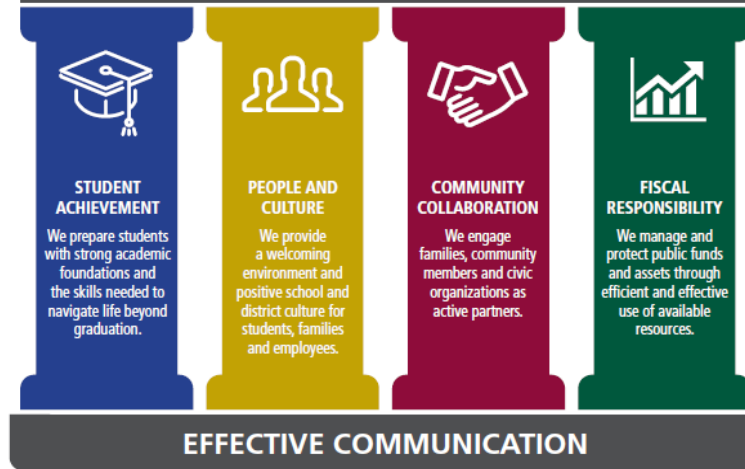 STUDENT
ACHIEVEMENT
We prepare students
with strong academic
foundations and
the skills needed to
navigate life beyond
graduation.
PEOPLE AND
CULTURE
We provide
a welcoming
environment and
positive school and
district culture for
students, families
and employees.
COMMUNITY
COLLABORATION
We engage
families, community
members and civic
organizations as
active partners.
FISCAL
RESPONSIBILITY
We manage and
protect public funds
and assets through
efficient and effective
use of available
resources.
EFFECTIVE COMMUNICATION